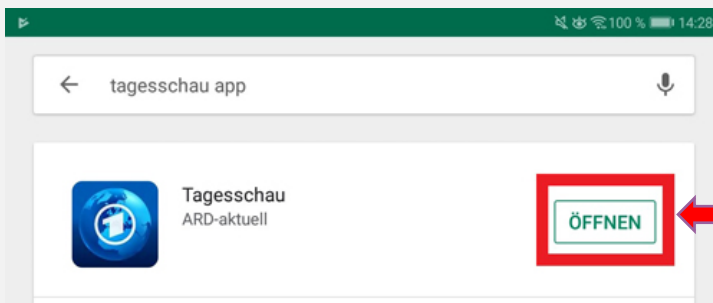 100 % 14:28
tagesschau app
Tagesschau
ARD-aktuell
ÖFFNEN